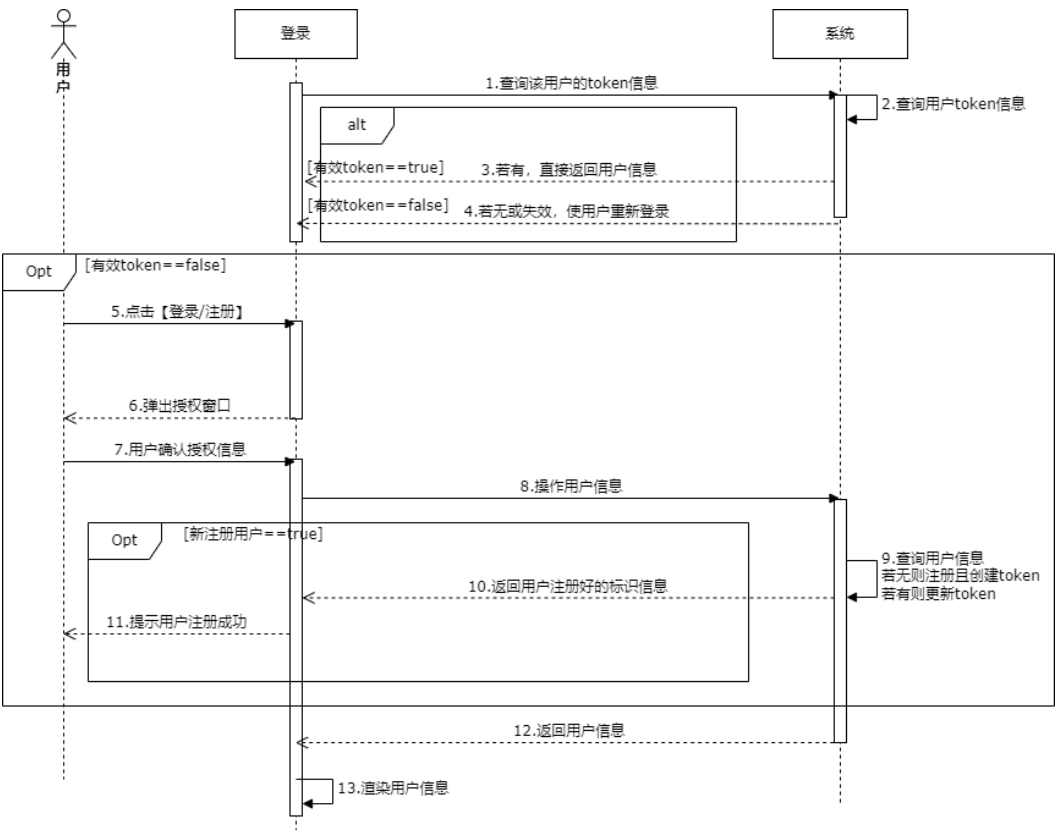 用
户
登录
系统
1.查询该用户的token信息
2.查询用户token信息
alt
[有效token==true]
3.若有，直接返回用户信息
[有效token==false]
4.若无或失效，使用户重新登录
Opt
[有效token==false]
5.点击【登录/注册】
6.弹出授权窗口
7.用户确认授权信息
8.操作用户信息
Opt
[新注册用户==true]
9.查询用户信息
若无则注册且创建token
若有则更新token
10.返回用户注册好的标识信息
11.提示用户注册成功
12.返回用户信息
13.渲染用户信息